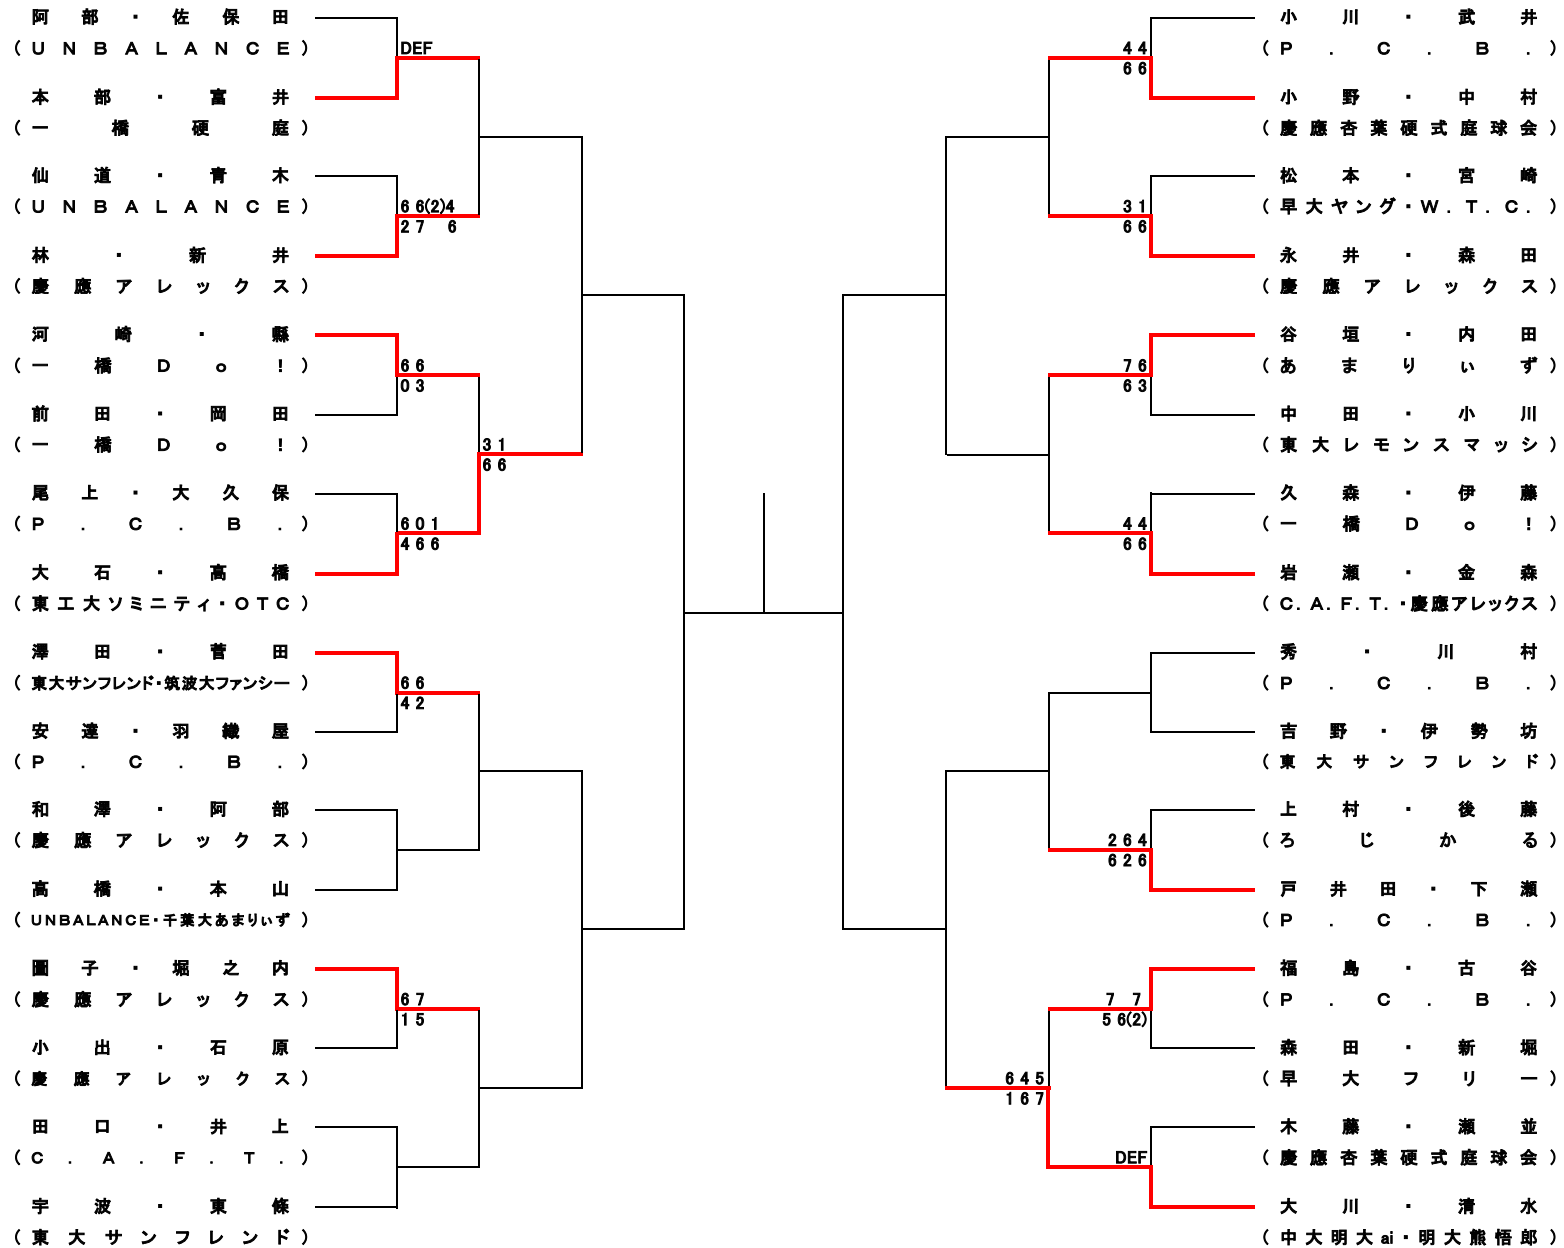 阿部・佐保田
(UNBALANCE)
DEF
本部・富井
(一橋硬庭)
仙道・青木
(UNBALANCE)
6 6(2)4
2 7 6
林・新井
(慶應アレックス)
河崎・縣
(一橋Do!)
6 6
0 3
前田・岡田
(一橋Do!)
3 1
6 6
尾上・大久保
(P.C.B.)
6 0 1
4 6 6
大石・高橋
(東工大ソミニティ・OTC)
澤田・菅田
(東大サンフレンド・筑波大ファンシー)
6 6
4 2
安達・羽織屋
(P.C.B.)
和澤・阿部
(慶應アレックス)
高橋・本山
(UNBALANCE・千葉大あまりぃず)
圖子・堀之内
(慶應アレックス)
6 7
1 5
小出・石原
(慶應アレックス)
田口・井上
(C.A.F.T.)
宇波・東條
(東大サンフレンド)
小川・武井
(P.C.B.)
4 4
6 6
小野・中村
(慶應杏葉硬式庭球会)
松本・宮崎
(早大ヤング・W.T.C.)
3 1
6 6
永井・森田
(慶應アレックス)
谷垣・内田
(あまりぃず)
7 6
6 3
中田・小川
(東大レモンスマッシ)
久森・伊藤
(一橋Do!)
4 4
6 6
岩瀬・金森
(C.A.F.T.・慶應アレックス)
秀・川村
(P.C.B.)
吉野・伊勢坊
(東大サンフレンド)
上村・後藤
(ろじかる)
2 6 4
6 2 6
戸井田・下瀬
(P.C.B.)
福島・古谷
(P.C.B.)
7 7
5 6(2)
森田・新堀
(早大フリー)
6 4 5
1 6 7
木藤・瀬並
(慶應杏葉硬式庭球会)
DEF
大川・清水
(中大明大ai・明大熊悟郎)